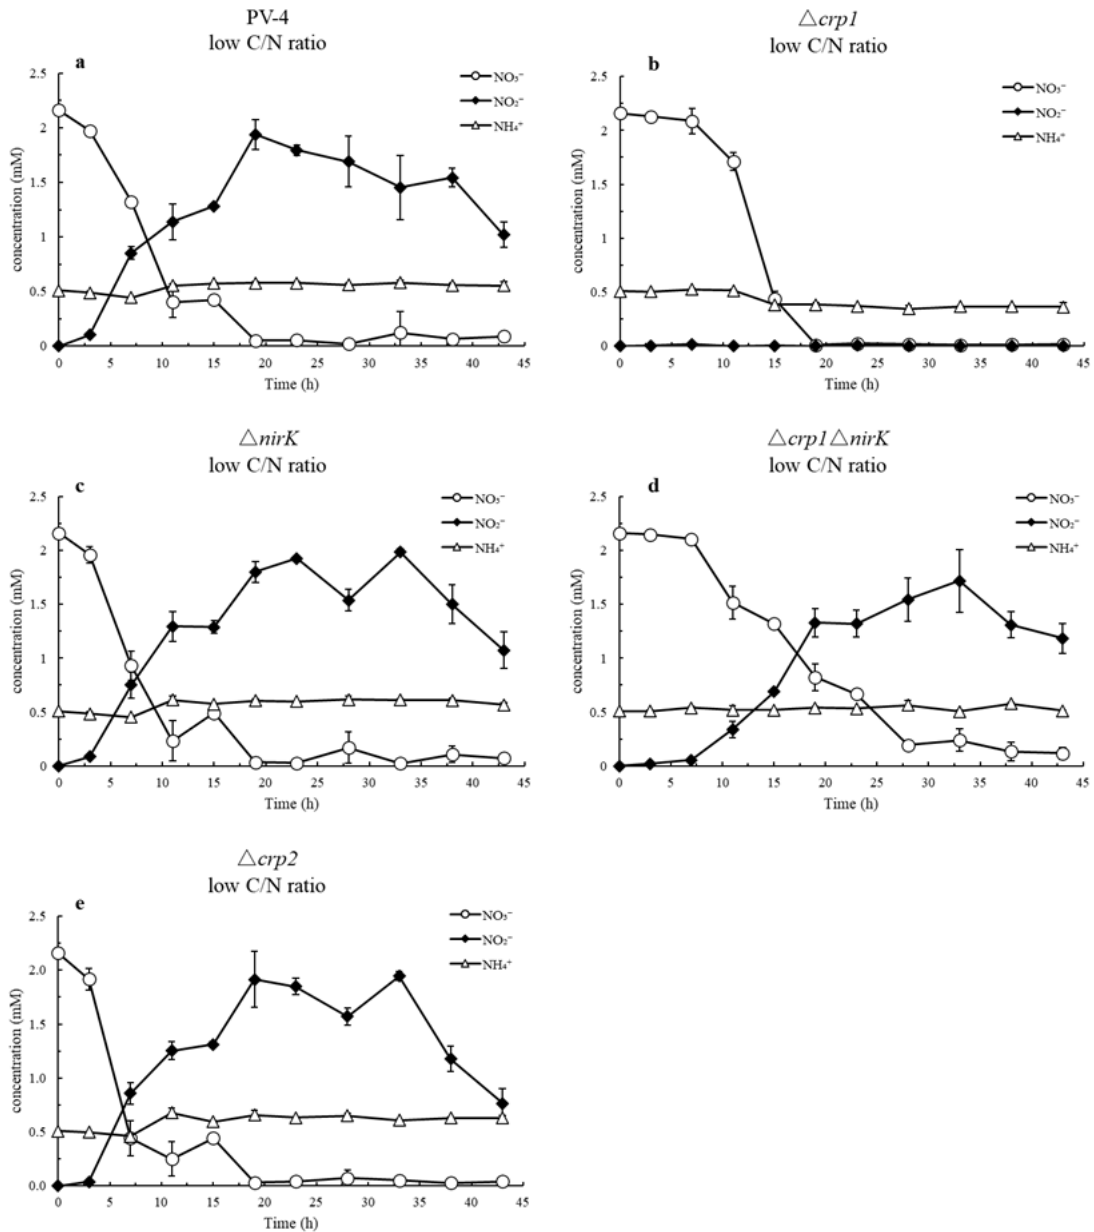 PV-4
low C/N ratio
a
NO₃⁻
NO₂⁻
NH₄⁺
2.5
2
1.5
1
0.5
0
concentration (mM)
0 5 10 15 20 25 30 35 40 45
Time (h)
△crp1
low C/N ratio
b
NO₃⁻
NO₂⁻
NH₄⁺
2.5
2
1.5
1
0.5
0
concentration (mM)
0 5 10 15 20 25 30 35 40 45
Time (h)
△nirK
low C/N ratio
c
NO₃⁻
NO₂⁻
NH₄⁺
2.5
2
1.5
1
0.5
0
concentration (mM)
0 5 10 15 20 25 30 35 40 45
Time (h)
△crp1△nirK
low C/N ratio
d
NO₃⁻
NO₂⁻
NH₄⁺
2.5
2
1.5
1
0.5
0
concentration (mM)
0 5 10 15 20 25 30 35 40 45
Time (h)
△crp2
low C/N ratio
e
NO₃⁻
NO₂⁻
NH₄⁺
2.5
2.0
1.5
1.0
0.5
0.0
concentration (mM)
0 5 10 15 20 25 30 35 40 45
Time (h)